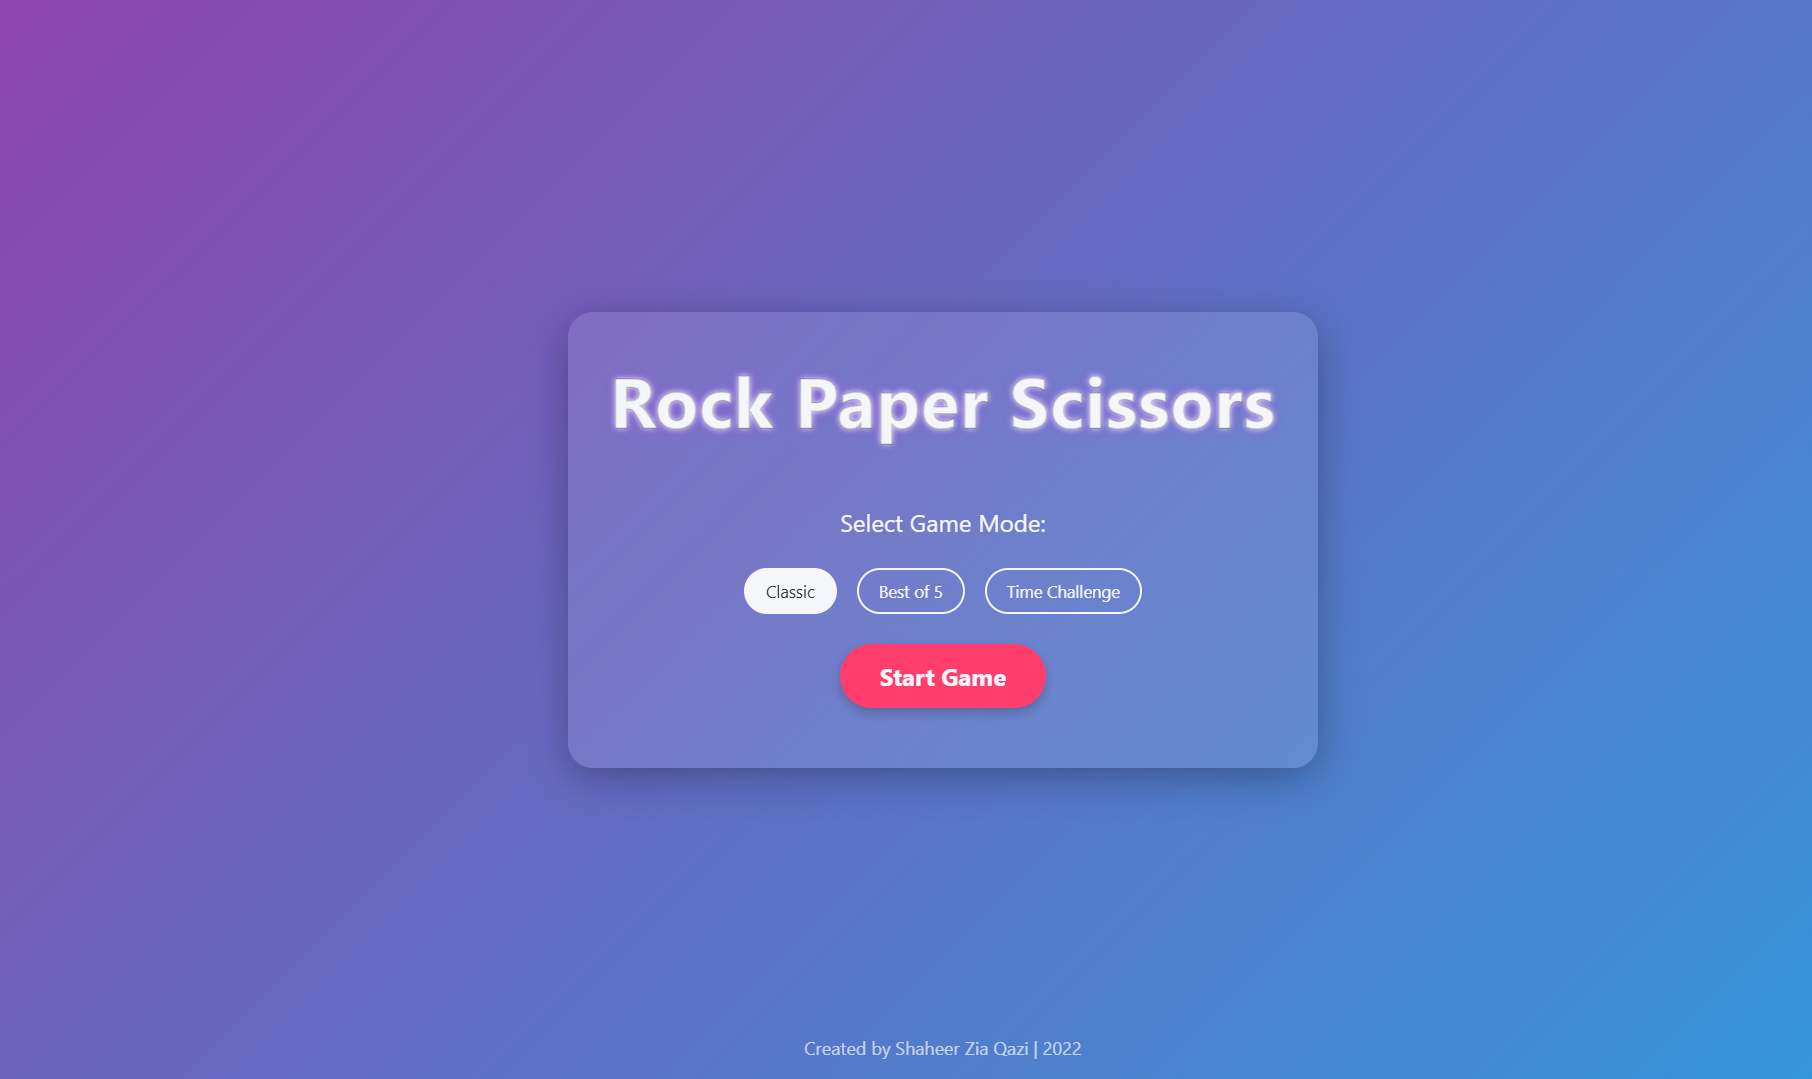 Rock Paper Scissors
Select Game Mode:
Classic Best of 5 Time Challenge
Start Game
Created by Shaheer Zia Qazi | 2022